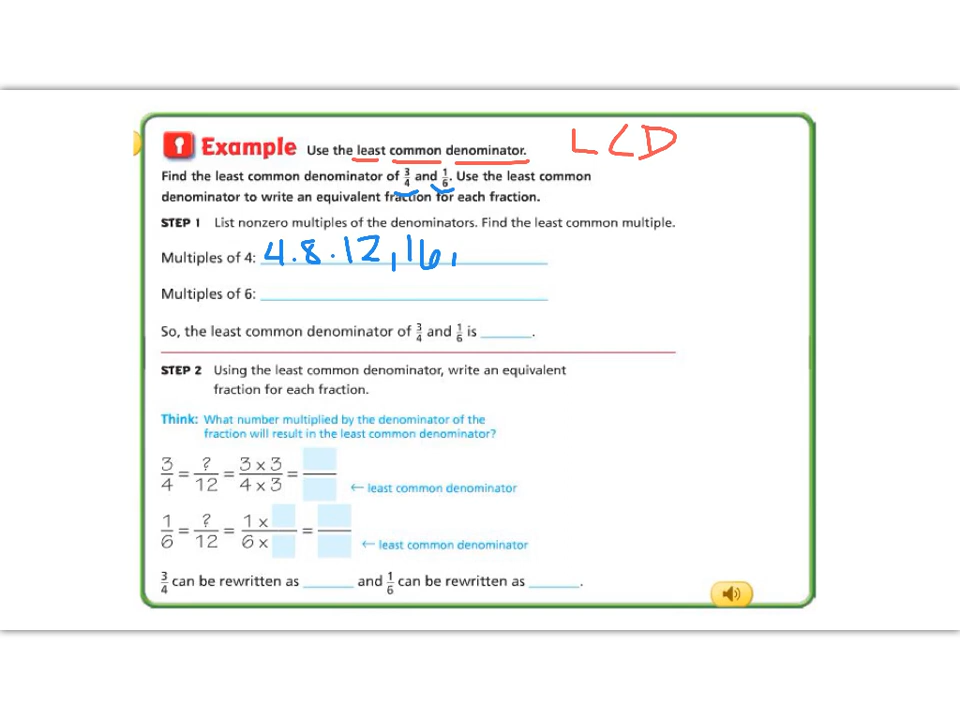 Example Use the least common denominator. LCD
Find the least common denominator of 3/4 and 1/6. Use the least common
denominator to write an equivalent fraction for each fraction.
STEP 1 List nonzero multiples of the denominators. Find the least common multiple.
Multiples of 4: 4.8.12,16,
Multiples of 6:
So, the least common denominator of 3/4 and 1/6 is ______.
STEP 2 Using the least common denominator, write an equivalent
fraction for each fraction.
Think: What number multiplied by the denominator of the
fraction will result in the least common denominator?
3/4 = ?/12 = 3 x 3/4 x 3 =
← least common denominator
1/6 = ?/12 = 1 x/6 x =
← least common denominator
3/4 can be rewritten as ______ and 1/6 can be rewritten as ______.